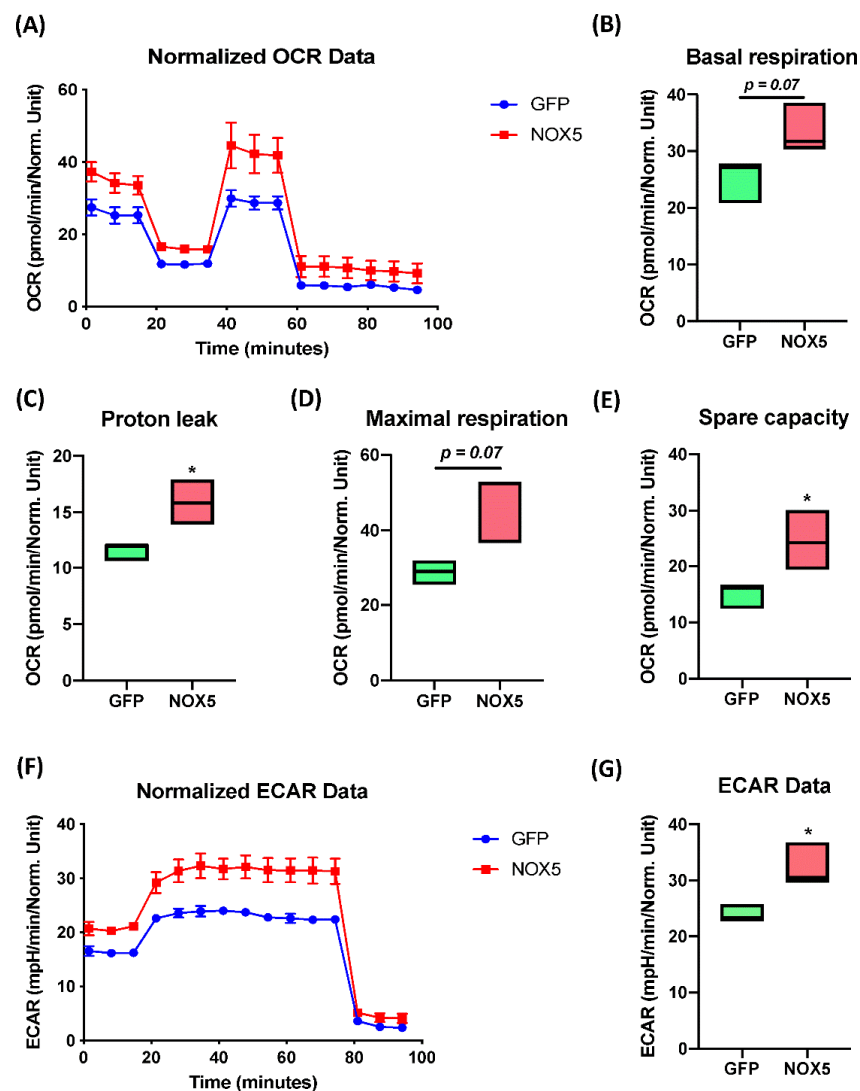 (A)
Normalized OCR Data
OCR (pmol/min/Norm. Unit)
60
40
20
0
0 20 40 60 80 100
Time (minutes)
GFP
NOX5
(B)
Basal respiration
p = 0.07
OCR (pmol/min/Norm. Unit)
40
30
20
10
0
GFP NOX5
(C)
Proton leak
*
OCR (pmol/min/Norm. Unit)
20
15
10
5
0
GFP NOX5
(D)
Maximal respiration
p = 0.07
OCR (pmol/min/Norm. Unit)
60
40
20
0
GFP NOX5
(E)
Spare capacity
*
OCR (pmol/min/Norm. Unit)
40
30
20
10
0
GFP NOX5
(F)
Normalized ECAR Data
ECAR (mpH/min/Norm. Unit)
40
30
20
10
0
0 20 40 60 80 100
Time (minutes)
GFP
NOX5
(G)
ECAR Data
*
ECAR (mpH/min/Norm. Unit)
40
30
20
10
0
GFP NOX5